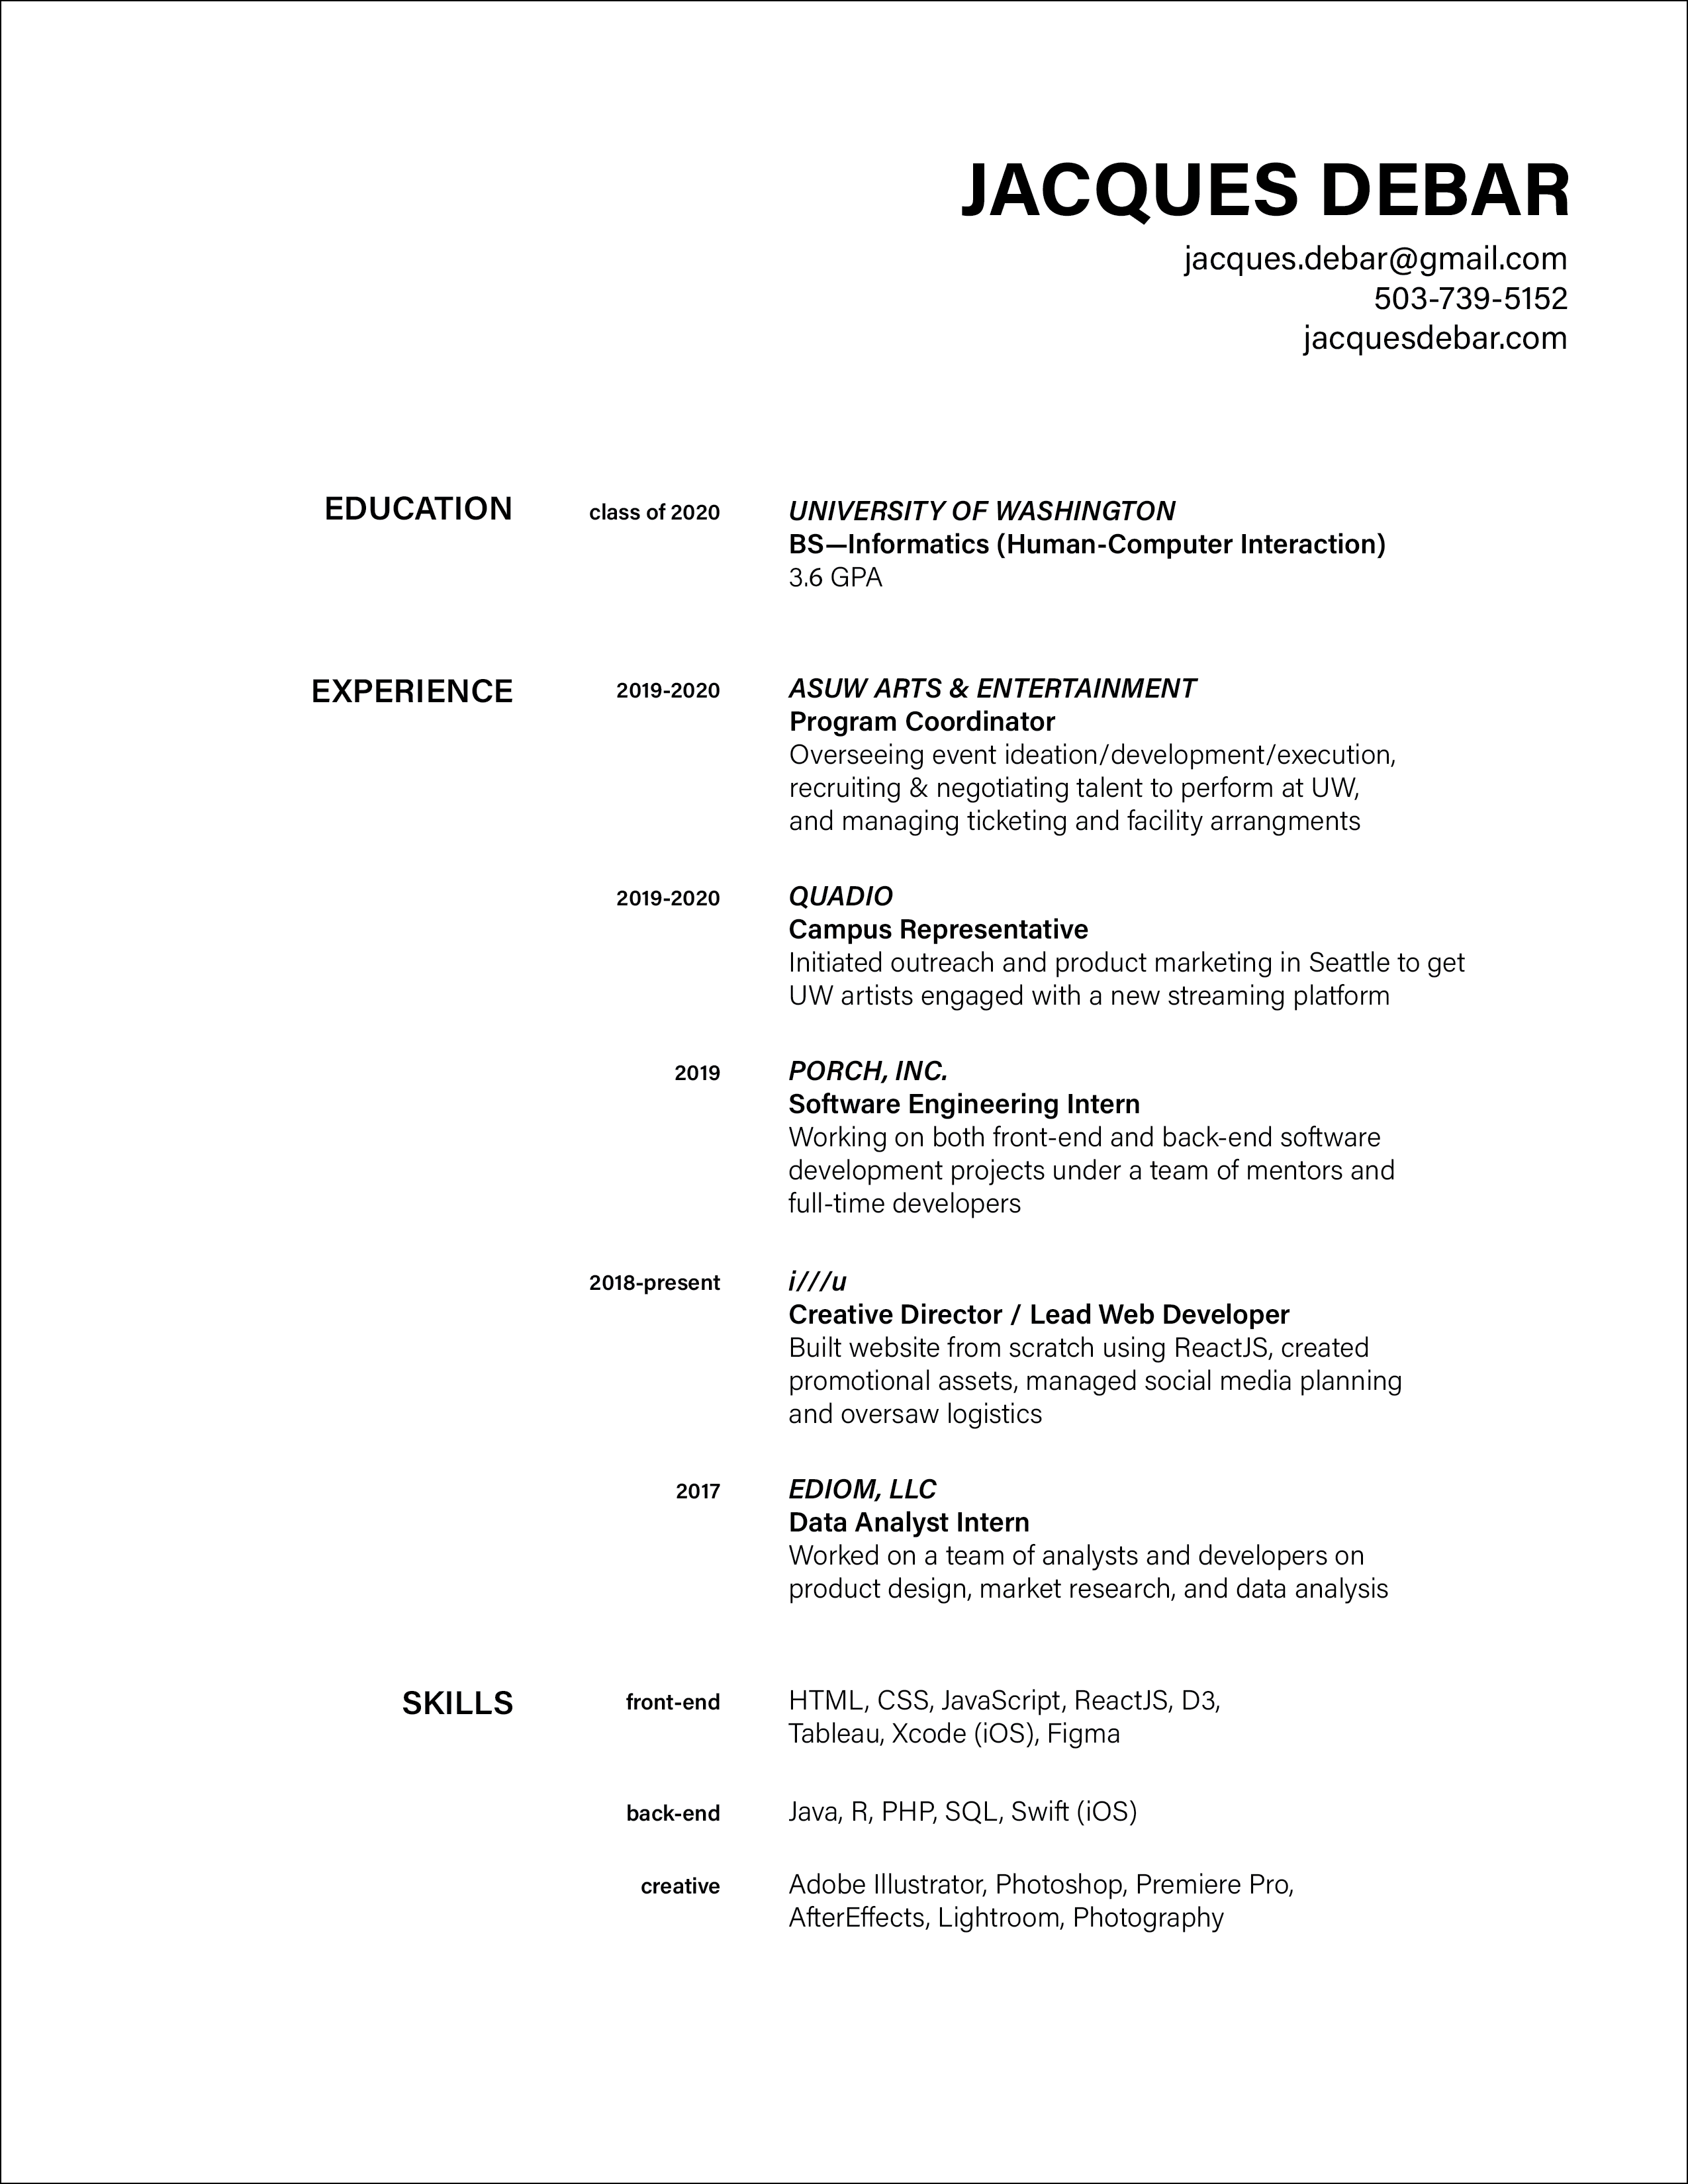 JACQUES DEBAR
jacques.debar@gmail.com
503-739-5152
jacquesdebar.com
EDUCATION
class of 2020
UNIVERSITY OF WASHINGTON
BS—Informatics (Human-Computer Interaction)
3.6 GPA
EXPERIENCE
2019-2020
ASUW ARTS & ENTERTAINMENT
Program Coordinator
Overseeing event ideation/development/execution,
recruiting & negotiating talent to perform at UW,
and managing ticketing and facility arrangments
2019-2020
QUADIO
Campus Representative
Initiated outreach and product marketing in Seattle to get
UW artists engaged with a new streaming platform
2019
PORCH, INC.
Software Engineering Intern
Working on both front-end and back-end software
development projects under a team of mentors and
full-time developers
2018-present
i///u
Creative Director / Lead Web Developer
Built website from scratch using ReactJS, created
promotional assets, managed social media planning
and oversaw logistics
2017
EDIOM, LLC
Data Analyst Intern
Worked on a team of analysts and developers on
product design, market research, and data analysis
SKILLS
front-end
HTML, CSS, JavaScript, ReactJS, D3,
Tableau, Xcode (iOS), Figma
back-end
Java, R, PHP, SQL, Swift (iOS)
creative
Adobe Illustrator, Photoshop, Premiere Pro,
AfterEffects, Lightroom, Photography